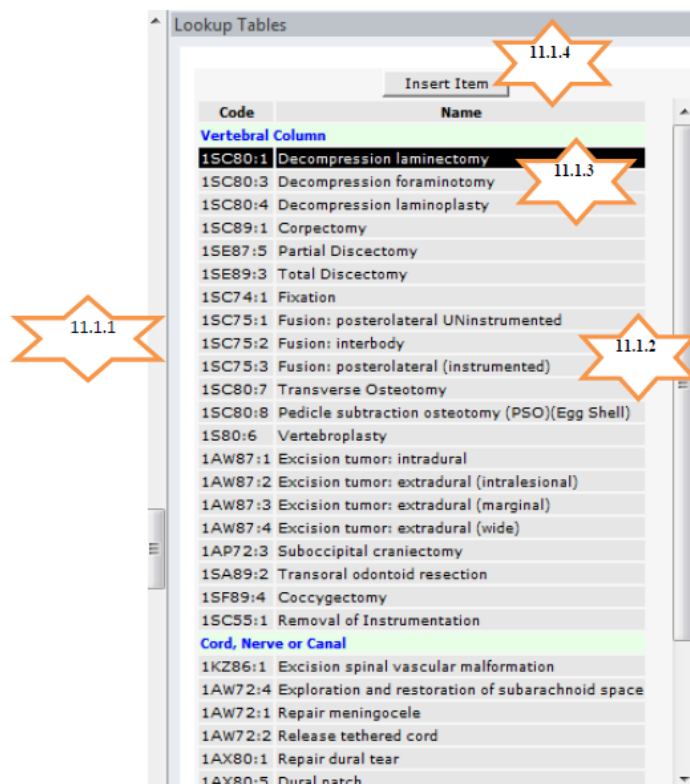 Lookup Tables
11.1.4
Insert Item
Code Name
Vertebral Column
1SC80:1 Decompression laminectomy
11.1.3
1SC80:3 Decompression foraminotomy
1SC80:4 Decompression laminoplasty
1SC89:1 Corpectomy
1SE87:5 Partial Discectomy
1SE89:3 Total Discectomy
1SC74:1 Fixation
11.1.1
1SC75:1 Fusion: posterolateral UNinstrumented
1SC75:2 Fusion: interbody
11.1.2
1SC75:3 Fusion: posterolateral (instrumented)
1SC80:7 Transverse Osteotomy
1SC80:8 Pedicle subtraction osteotomy (PSO)(Egg Shell)
1S80:6 Vertebroplasty
1AW87:1 Excision tumor: intradural
1AW87:2 Excision tumor: extradural (intralesional)
1AW87:3 Excision tumor: extradural (marginal)
1AW87:4 Excision tumor: extradural (wide)
1AP72:3 Suboccipital craniectomy
1SA89:2 Transoral odontoid resection
1SF89:4 Coccygectomy
1SC55:1 Removal of Instrumentation
Cord, Nerve or Canal
1KZ86:1 Excision spinal vascular malformation
1AW72:4 Exploration and restoration of subarachnoid space
1AW72:1 Repair meningocele
1AW72:2 Release tethered cord
1AX80:1 Repair dural tear
1AX80:5 Dural patch